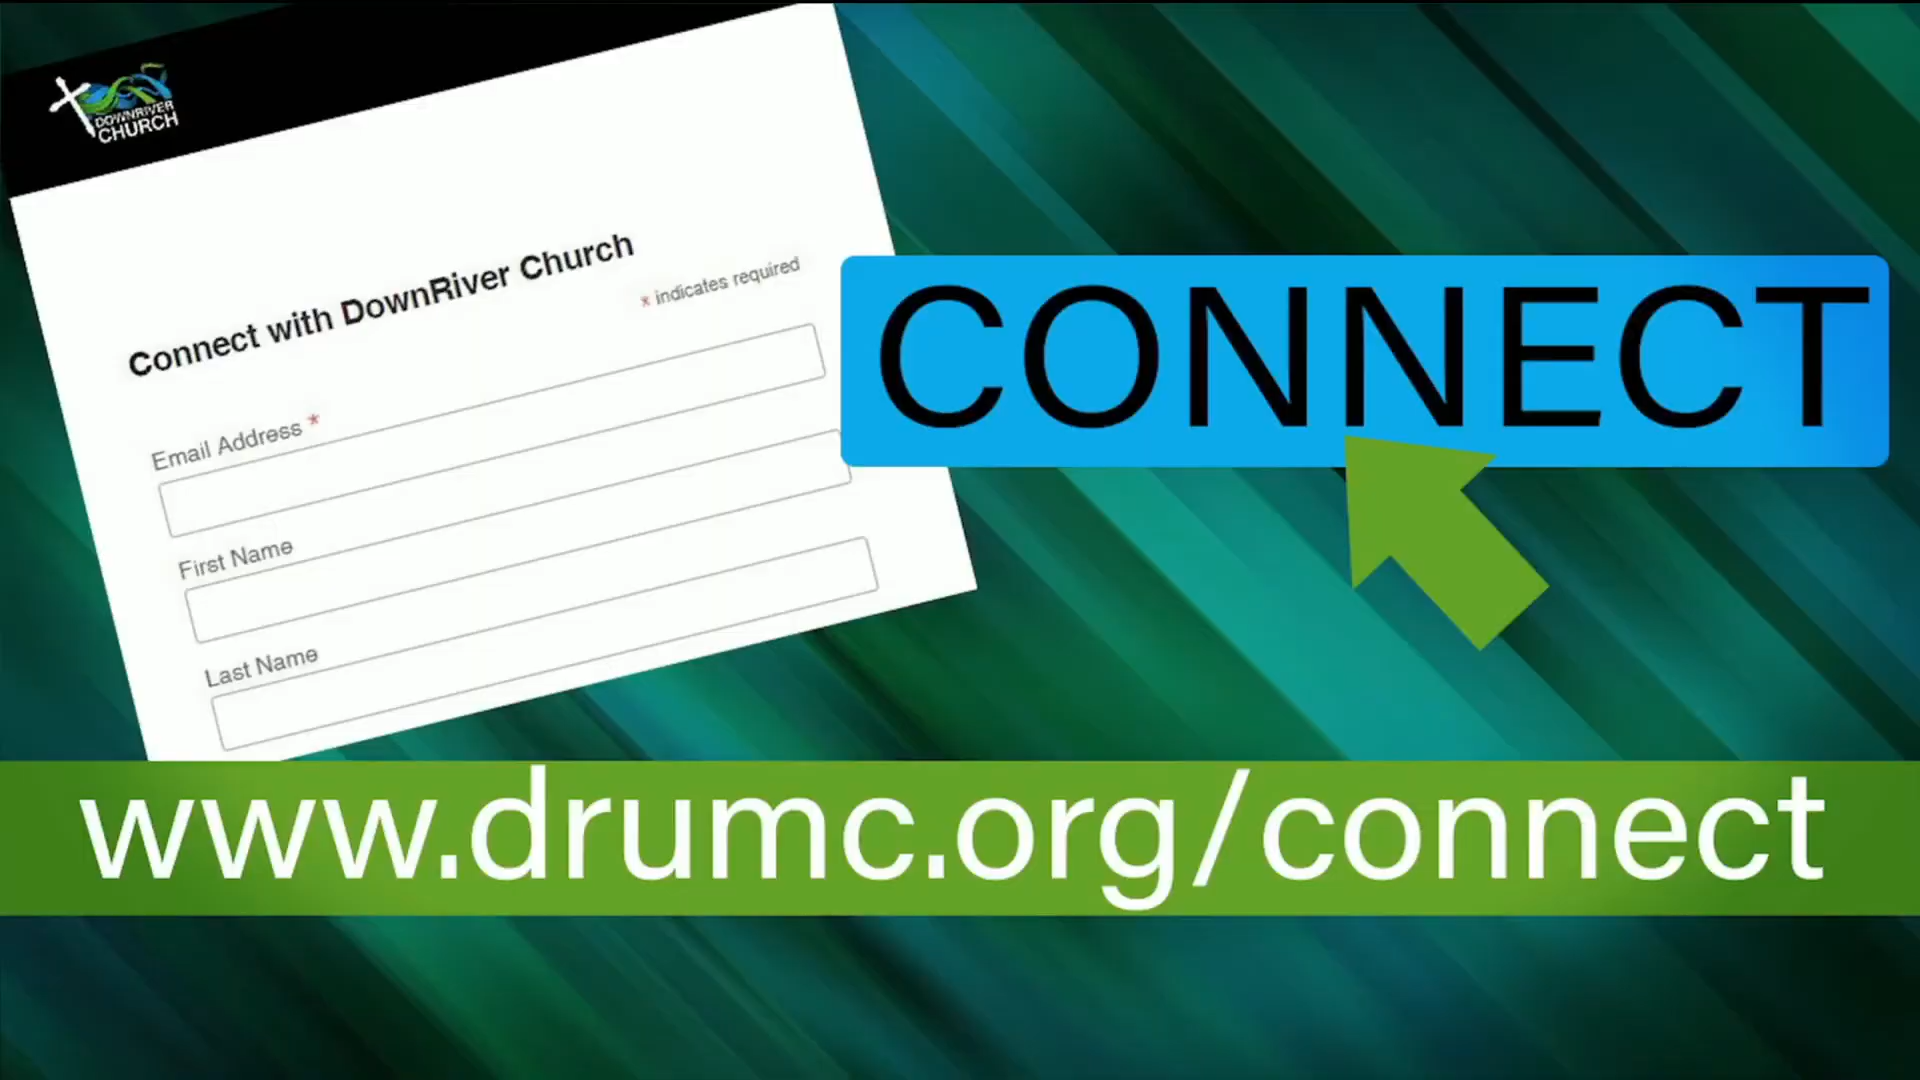 DOWNRIVER
CHURCH
Connect with DownRiver Church
* indicates required
Email Address *
First Name
Last Name
CONNECT
www.drumc.org/connect